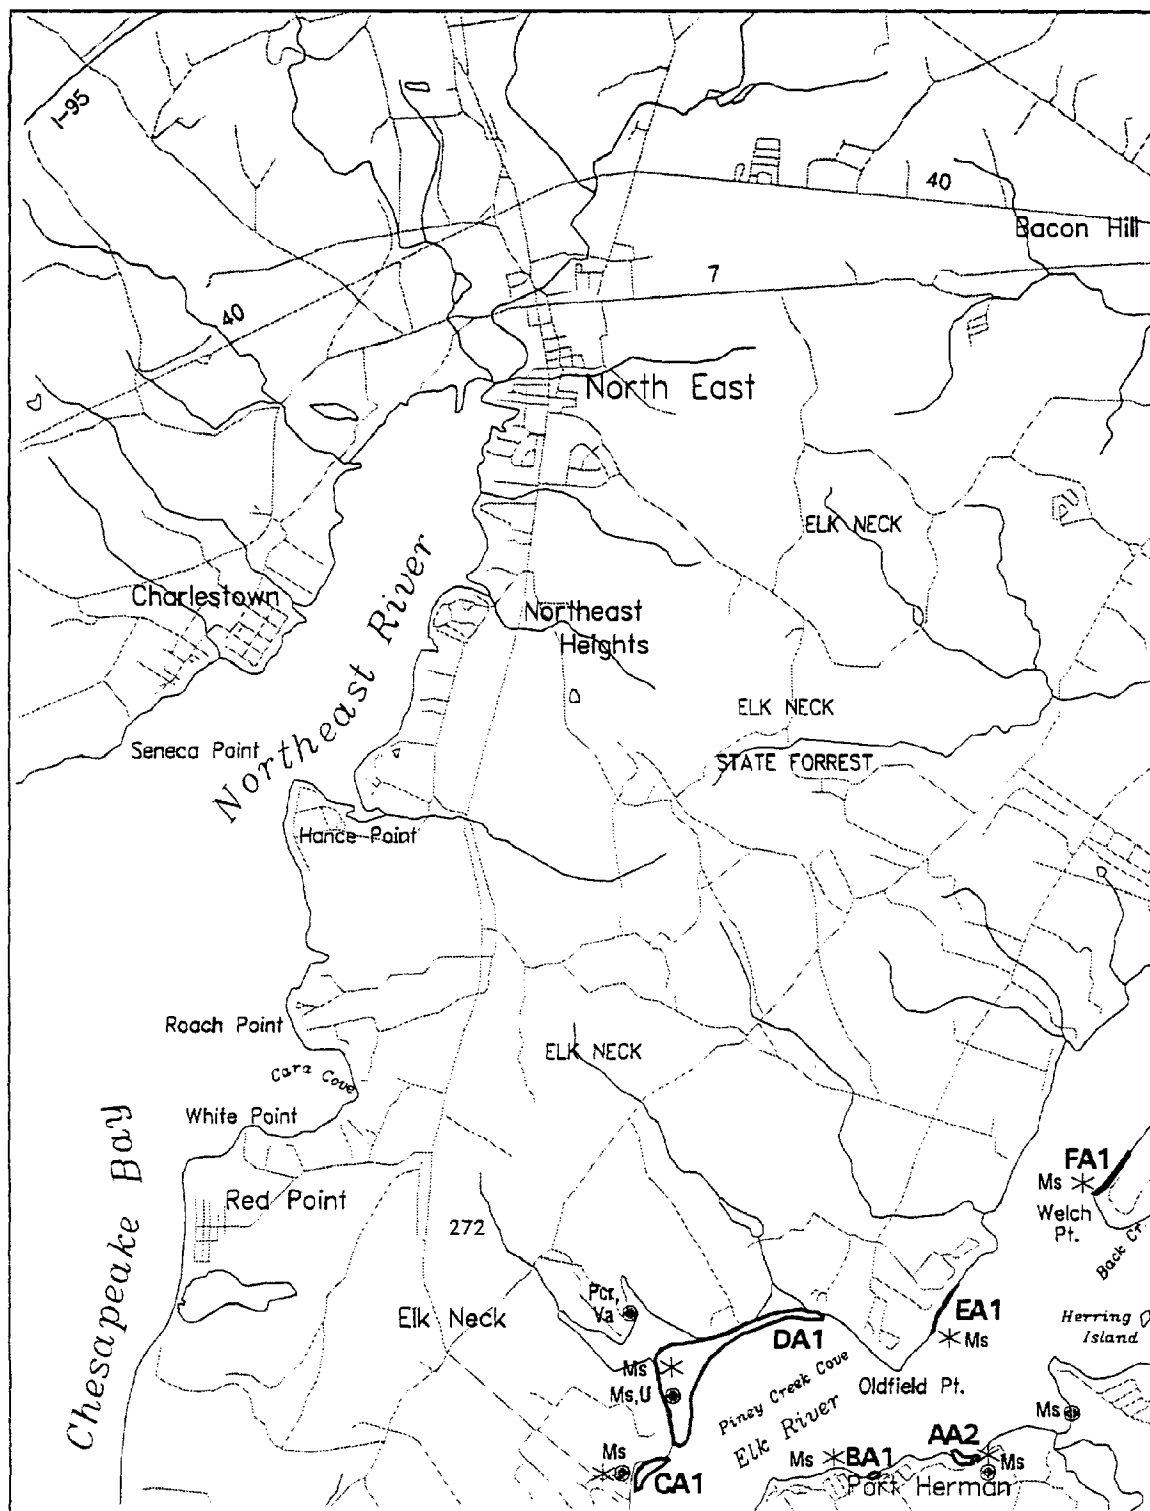 I-95
40
Bacon Hill
7
40
North East
ELK NECK
Charlestown
Northeast
Heights
Northeast River
ELK NECK
STATE FORREST
Seneca Point
Hance Point
Roach Point
ELK NECK
Cara Cove
White Point
Chesapeake Bay
Red Point
272
FA1
Ms
Welch
Pt.
Back Cr.
Pcr,
Va
Elk Neck
DA1
EA1
Ms
Herring
Island
Ms
Ms,U
Piney Creek Cove
Oldfield Pt.
Elk River
Ms
Ms
CA1
Ms
BA1
AA2
Ms
Port Herman